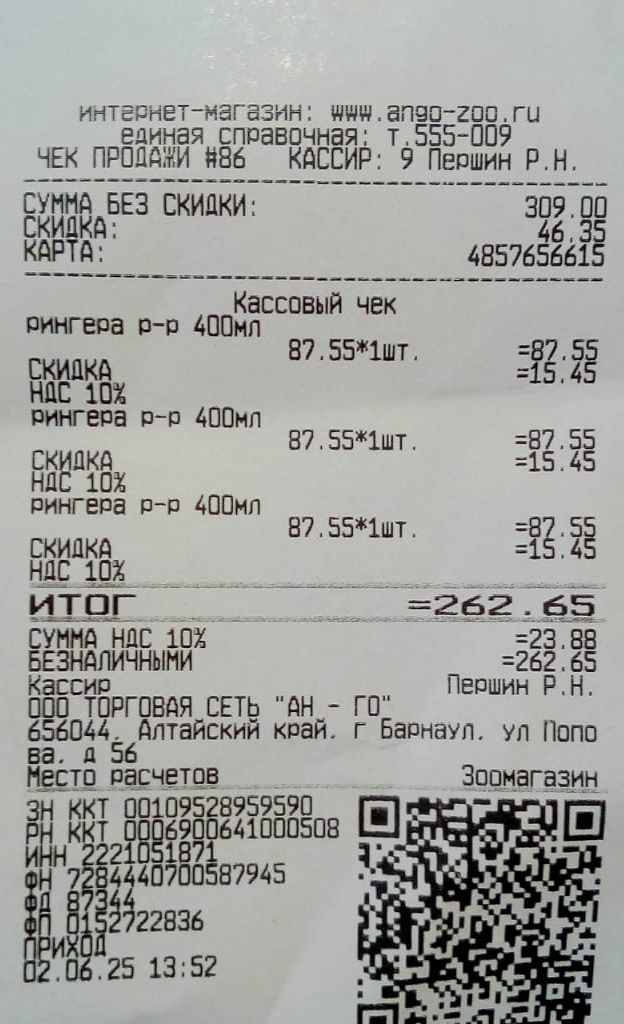 интернет-магазин: www.ango-zoo.ru
единая справочная: т.555-009
ЧЕК ПРОДАЖИ #86 КАССИР: 9 Першин Р.Н.
СУММА БЕЗ СКИДКИ: 309.00
СКИДКА: 46.35
КАРТА: 4857656615
Кассовый чек
рингера р-р 400мл
87.55*1шт. =87.55
СКИДКА =15.45
НДС 10%
рингера р-р 400мл
87.55*1шт. =87.55
СКИДКА =15.45
НДС 10%
рингера р-р 400мл
87.55*1шт. =87.55
СКИДКА =15.45
НДС 10%
ИТОГ =262.65
СУММА НДС 10% =23.88
БЕЗНАЛИЧНЫМИ =262.65
Кассир Першин Р.Н.
ООО ТОРГОВАЯ СЕТЬ "АН - ГО"
656044, Алтайский край, г Барнаул, ул Попо
ва, д 56
Место расчетов Зоомагазин
ЗН ККТ 00109528959590
РН ККТ 0006900641000508
ИНН 2221051871
ФН 7284440700587945
ФД 87344
ФП 0152722836
ПРИХОД
02.06.25 13:52